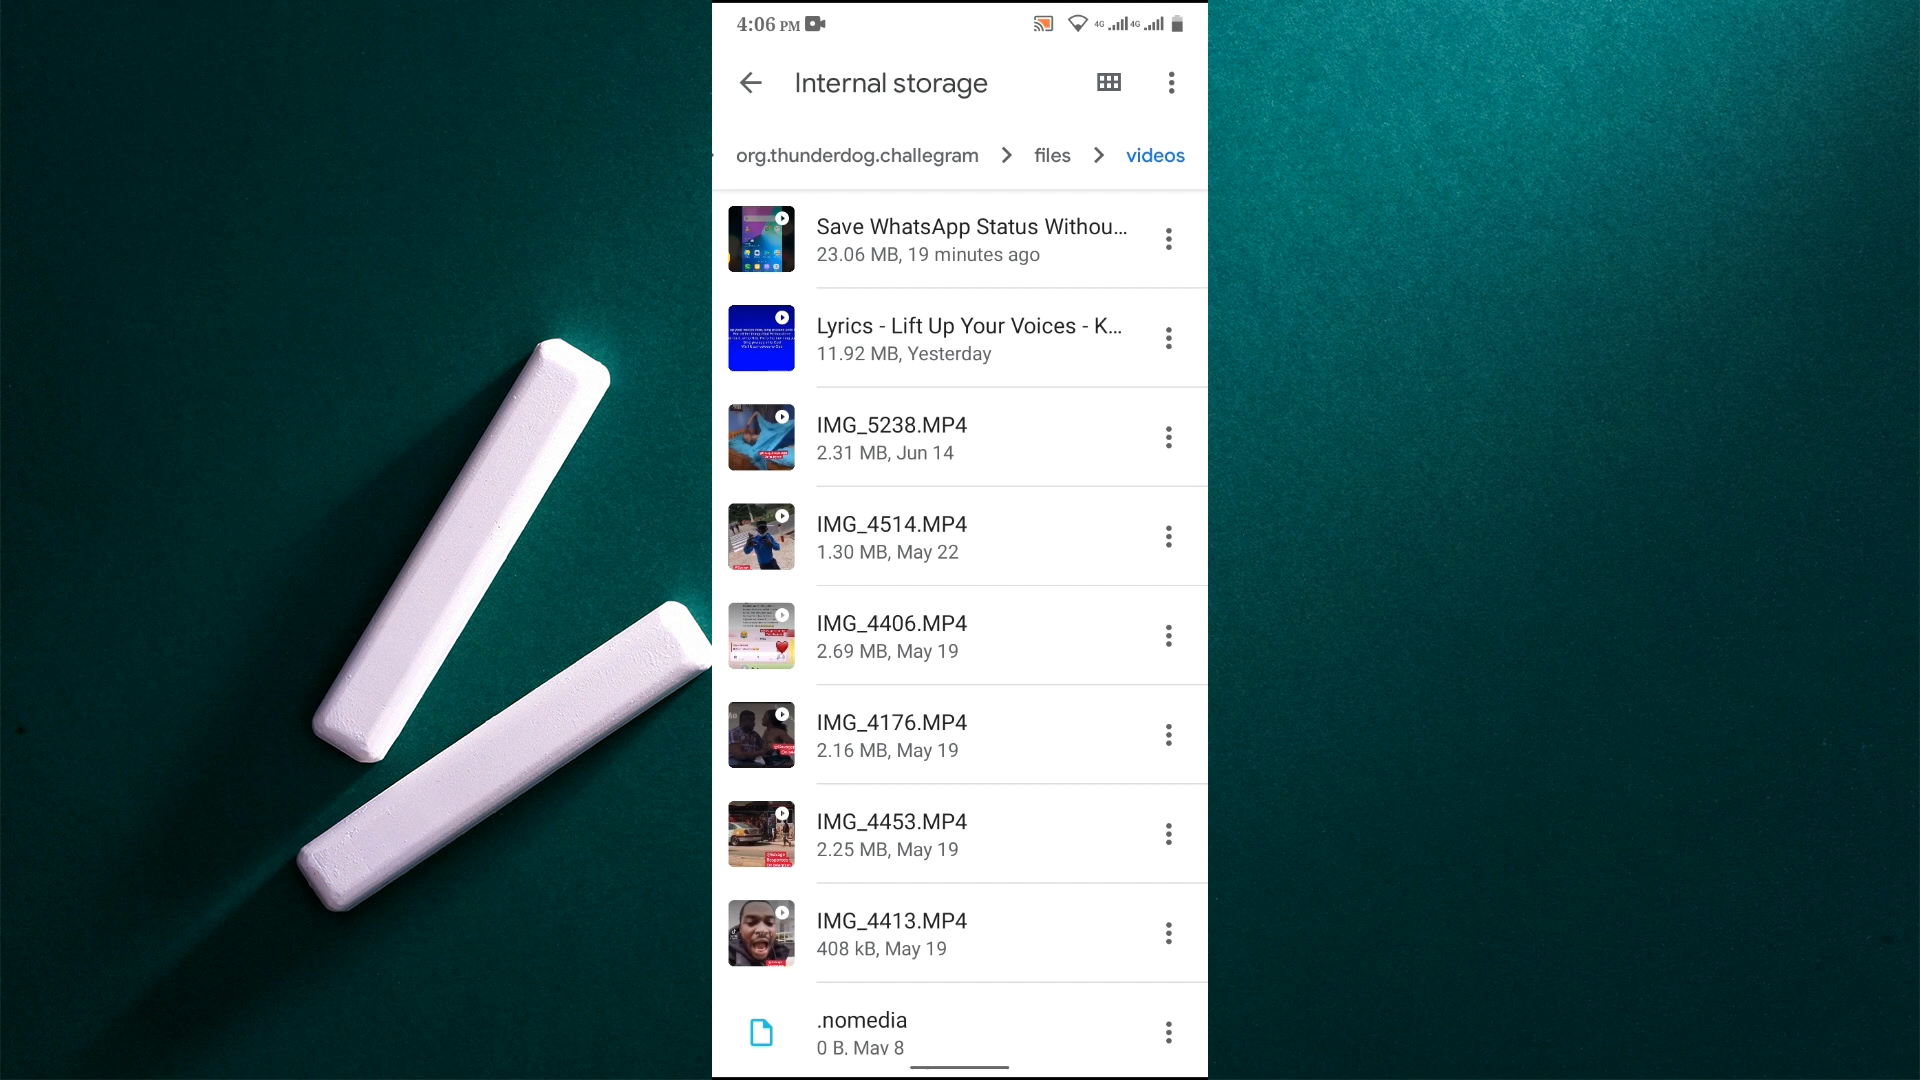 4:06 PM
4G 4G
Internal storage
org.thunderdog.challegram > files > videos
Save WhatsApp Status Withou...
23.06 MB, 19 minutes ago
Lyrics - Lift Up Your Voices - K...
11.92 MB, Yesterday
IMG_5238.MP4
2.31 MB, Jun 14
IMG_4514.MP4
1.30 MB, May 22
IMG_4406.MP4
2.69 MB, May 19
IMG_4176.MP4
2.16 MB, May 19
IMG_4453.MP4
2.25 MB, May 19
IMG_4413.MP4
408 kB, May 19
.nomedia
0 B, May 8